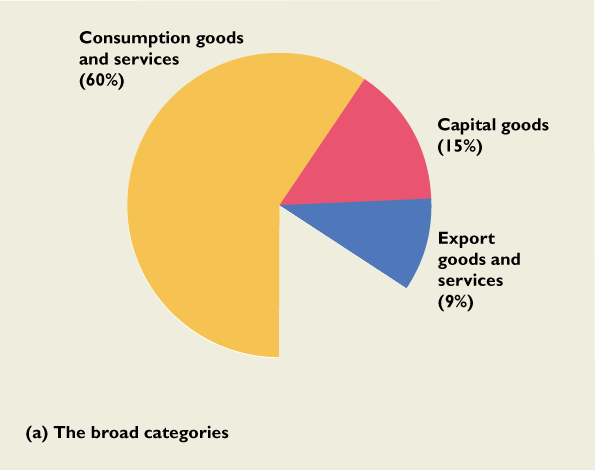 Consumption goods
and services
(60%)
Capital goods
(15%)
Export
goods and
services
(9%)
(a) The broad categories